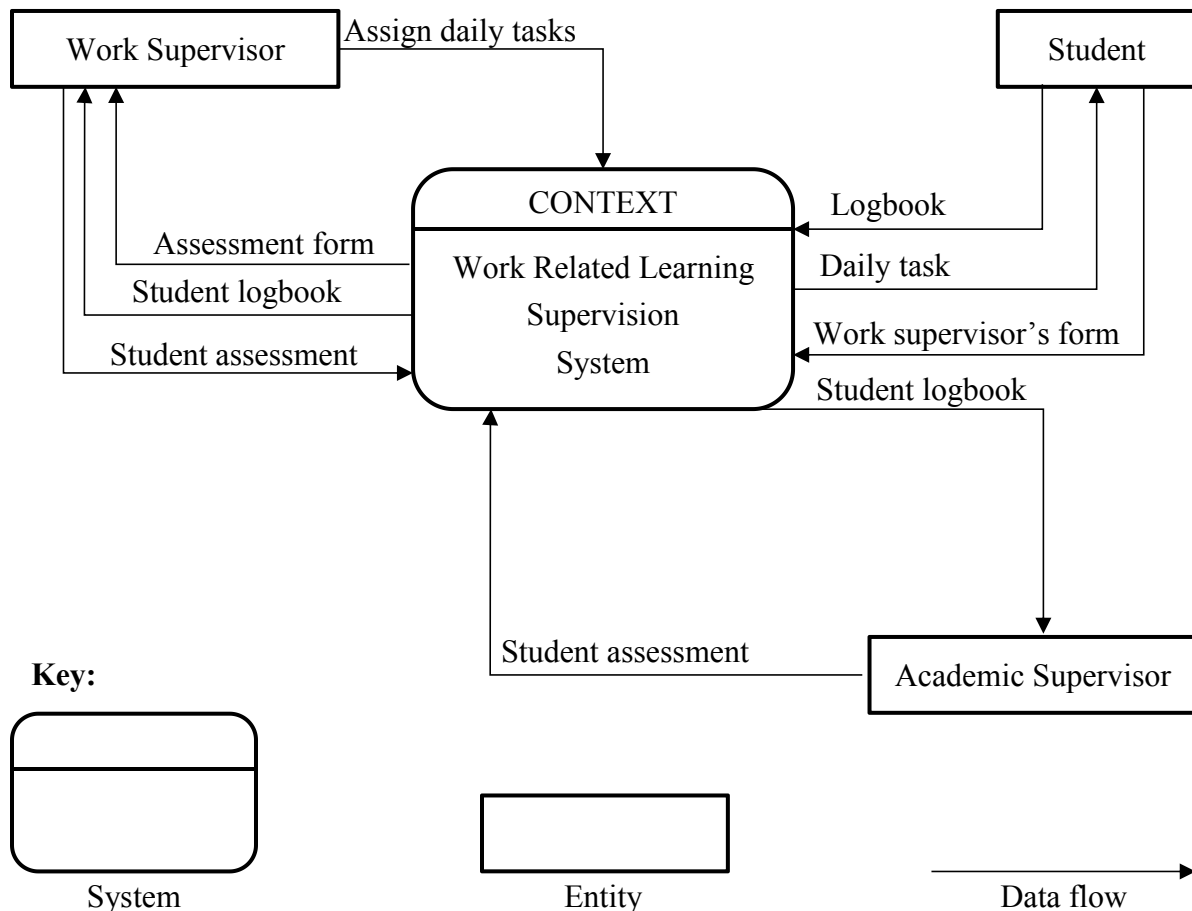 Work Supervisor
Assign daily tasks
Student
CONTEXT
Logbook
Assessment form
Work Related Learning
Supervision
System
Daily task
Student logbook
Work supervisor’s form
Student assessment
Student logbook
Student assessment
Academic Supervisor
Key:
System
Entity
Data flow